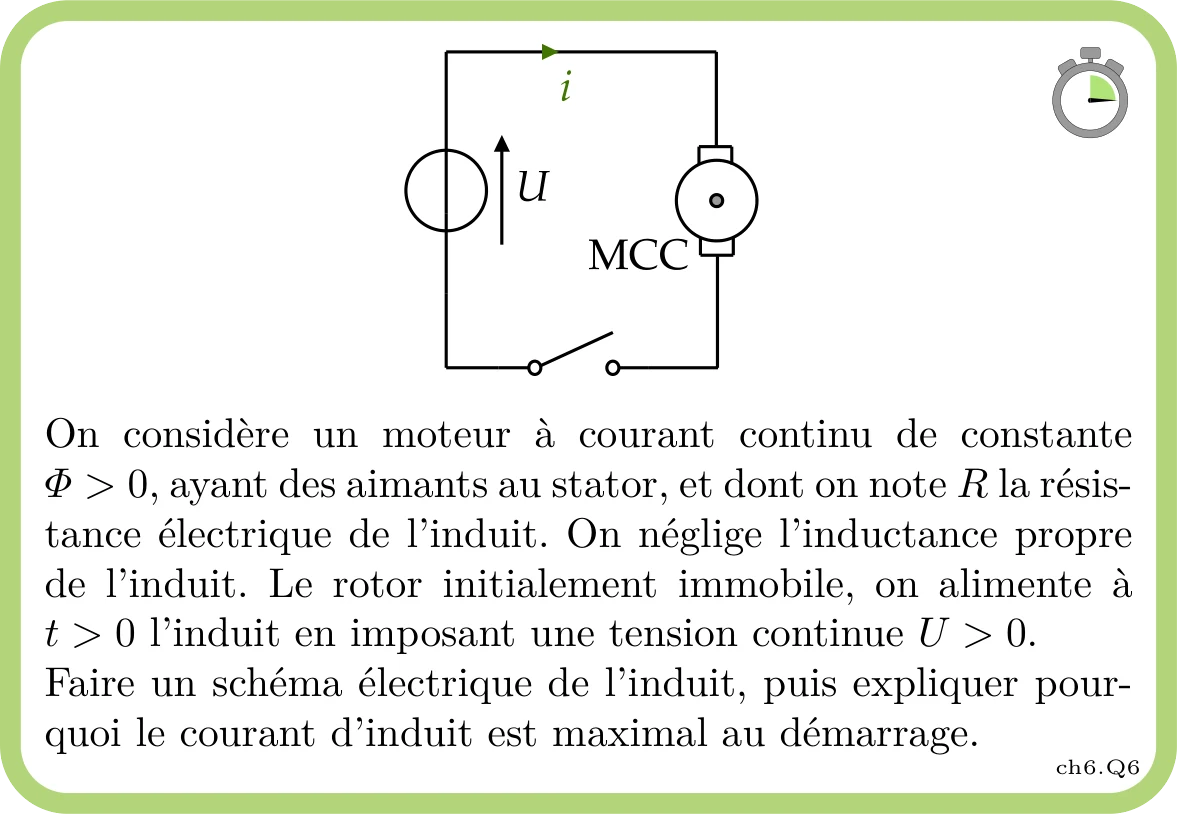 i
U
MCC
On considère un moteur à courant continu de constante
Φ > 0, ayant des aimants au stator, et dont on note R la résis-
tance électrique de l'induit. On néglige l'inductance propre
de l'induit. Le rotor initialement immobile, on alimente à
t > 0 l'induit en imposant une tension continue U > 0.
Faire un schéma électrique de l'induit, puis expliquer pour-
quoi le courant d'induit est maximal au démarrage.
ch6.Q6